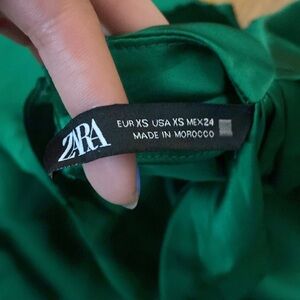 ZARA
EUR XS USA XS MEX 24
MADE IN MOROCCO